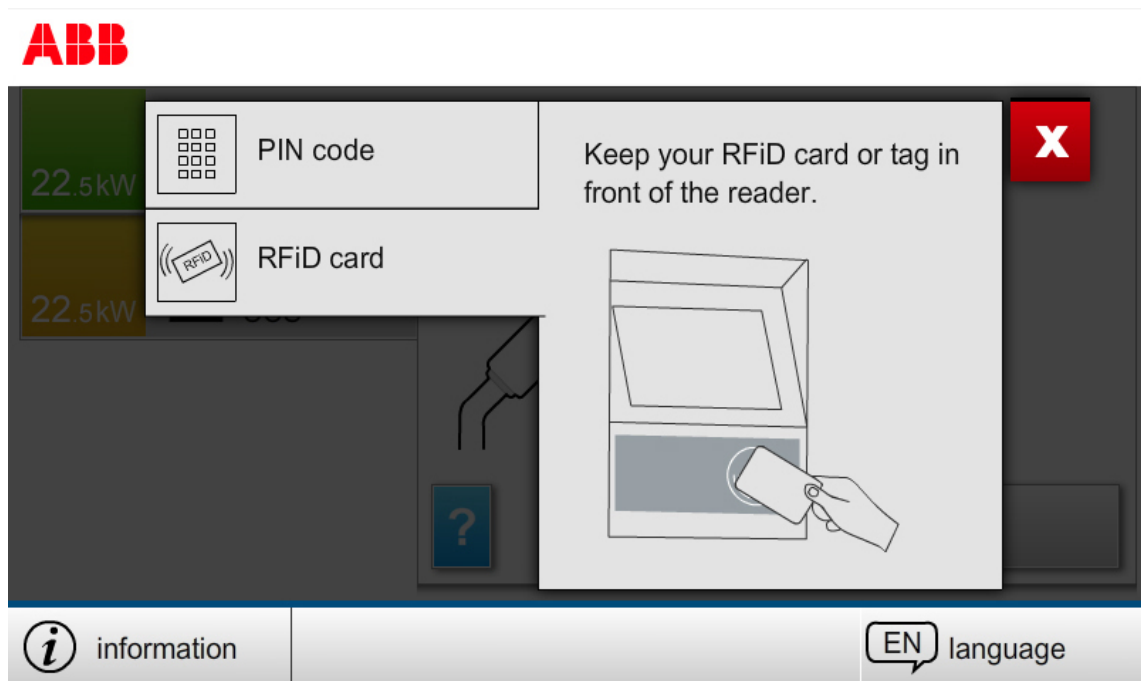 ABB
PIN code
RFiD card
RFiD
Keep your RFiD card or tag in
front of the reader.
X
22.5kW
22.5kW
?
information
EN language